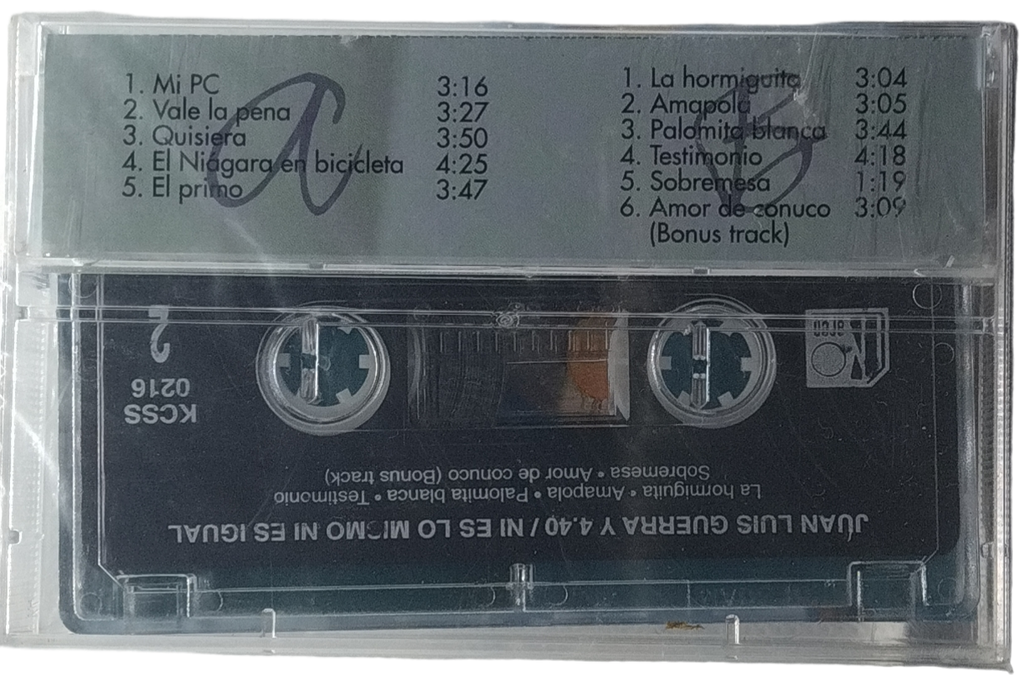 A
1. Mi PC 3:16
2. Vale la pena 3:27
3. Quisiera 3:50
4. El Niágara en bicicleta 4:25
5. El primo 3:47
B
1. La hormiguita 3:04
2. Amapola 3:05
3. Palomita blanca 3:44
4. Testimonio 4:18
5. Sobremesa 1:19
6. Amor de conuco 3:09
(Bonus track)
JUAN LUIS GUERRA Y 4.40 / NI ES LO MISMO NI ES IGUAL
La hormiguita • Amapola • Palomita blanca • Testimonio
Sobremesa • Amor de conuco (Bonus track)
KCSS
0216
2